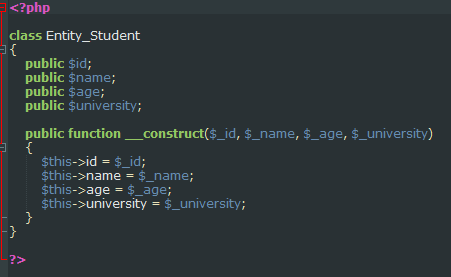 <?php
class Entity_Student
{
public $id;
public $name;
public $age;
public $university;
public function __construct($_id, $_name, $_age, $_university)
{
$this->id = $_id;
$this->name = $_name;
$this->age = $_age;
$this->university = $_university;
}
}
?>